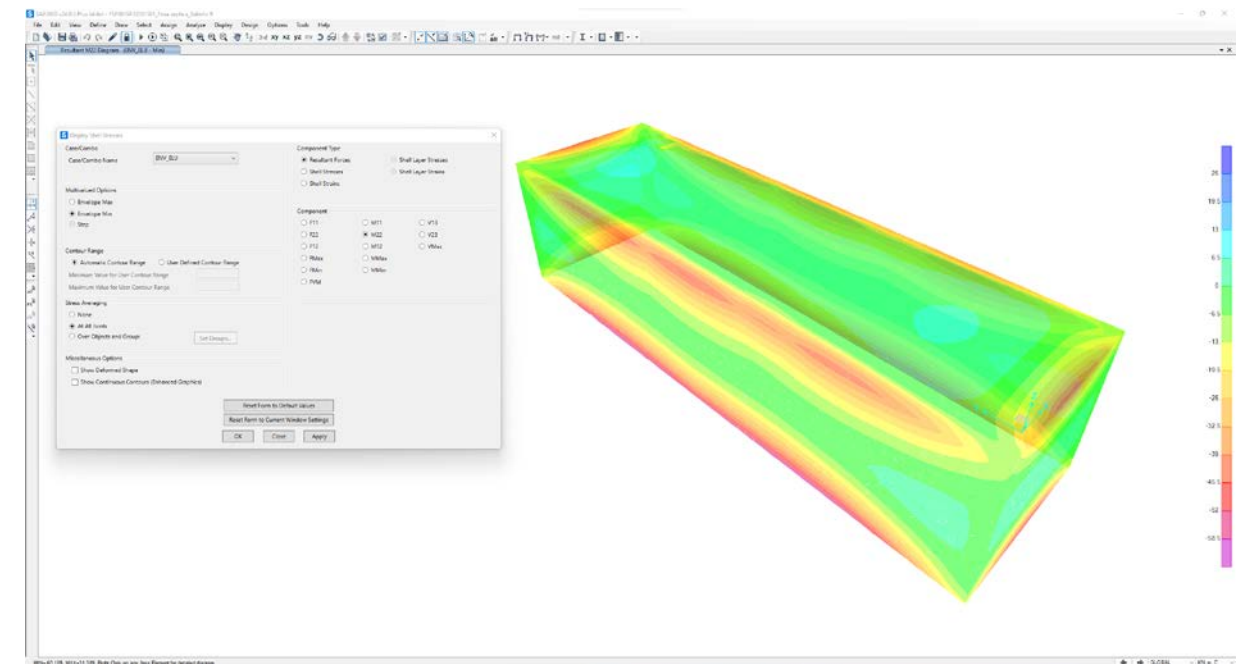 File Edit View Define Draw Select Assign Analyze Display Design Options Tools Help
Resultant M22 Diagram (ENV_ELU - Min)
Display Shell Stresses
Case/Combo
Case/Combo Name ENV_ELU
Multivalued Options
Envelope Max
Envelope Min
Step
Contour Range
Automatic Contour Range User Defined Contour Range
Minimum Value for User Contour Range
Maximum Value for User Contour Range
Stress Averaging
None
At All Joints
Over Objects and Groups Set Groups...
Miscellaneous Options
Show Deformed Shape
Show Continuous Contours (Enhanced Graphics)
Component Type
Resultant Forces Shell Layer Stresses
Shell Stresses Shell Layer Strains
Shell Strains
Component
F11 M11 V13
F22 M22 V23
F12 M12 VMax
FMax MMax
FMin MMin
FVM
Reset Form to Default Values
Reset Form to Current Window Settings
OK Close Apply
26.
19.5
13.
6.5
0.
-6.5
-13.
-19.5
-26.
-32.5
-39.
-45.5
-52.
-58.5
GLOBAL